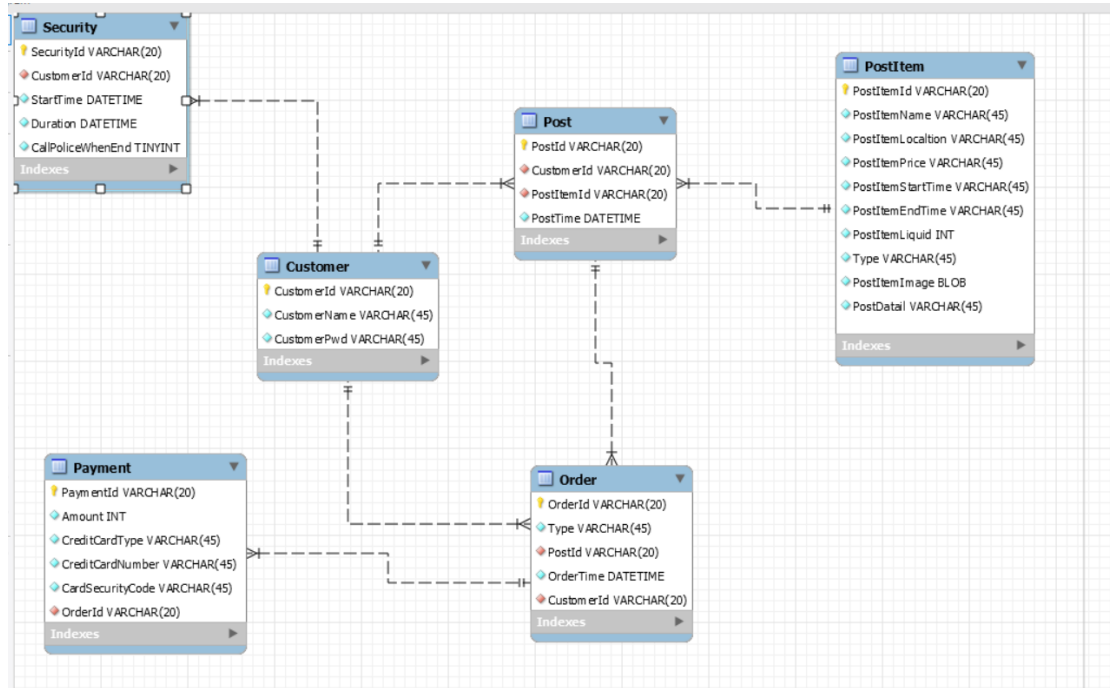 Security
SecurityId VARCHAR(20)
CustomerId VARCHAR(20)
StartTime DATETIME
Duration DATETIME
CallPoliceWhenEnd TINYINT
Indexes
PostItem
PostItemId VARCHAR(20)
PostItemName VARCHAR(45)
PostItemLocaltion VARCHAR(45)
PostItemPrice VARCHAR(45)
PostItemStartTime VARCHAR(45)
PostItemEndTime VARCHAR(45)
PostItemLiquid INT
Type VARCHAR(45)
PostItemImage BLOB
PostDatail VARCHAR(45)
Indexes
Post
PostId VARCHAR(20)
CustomerId VARCHAR(20)
PostItemId VARCHAR(20)
PostTime DATETIME
Indexes
Customer
CustomerId VARCHAR(20)
CustomerName VARCHAR(45)
CustomerPwd VARCHAR(45)
Indexes
Payment
PaymentId VARCHAR(20)
Amount INT
CreditCardType VARCHAR(45)
CreditCardNumber VARCHAR(45)
CardSecurityCode VARCHAR(45)
OrderId VARCHAR(20)
Indexes
Order
OrderId VARCHAR(20)
Type VARCHAR(45)
PostId VARCHAR(20)
OrderTime DATETIME
CustomerId VARCHAR(20)
Indexes